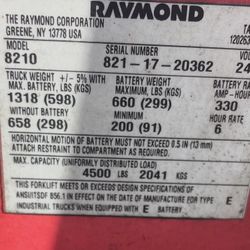 RAYMOND
THE RAYMOND CORPORATION
GREENE, NY 13778 USA
MODEL SERIAL NUMBER VOL
8210 821-17-20362 24
TRUCK WEIGHT +/- 5% WITH BATTERY WEIGHT BATTERY RA
MAX. BATTERY, LBS (KGS) MAXIMUM, LBS (KGS) AMP-HOUR
1318 (598) 660 (299) 330
WITHOUT BATTERY MINIMUM 6 HOUR RATE
658 (298) 200 (91) 6
HORIZONTAL MOTION OF BATTERY MUST NOT EXCEED 0.5 IN (13 mm)
ATTACH RESTRAINT TO COMPARTMENT OR BATTERY.
MAX. CAPACITY (UNIFORMLY DISTRIBUTED LOAD)
4500 LBS 2041 KGS
THIS FORKLIFT MEETS OR EXCEEDS DESIGN SPECIFICATIONS OF
ANSI/ITSDF B56.1 IN EFFECT ON THE DATE OF MANUFACTURE FOR TYPE E
INDUSTRIAL TRUCKS WHEN EQUIPPED WITH E BATTERY